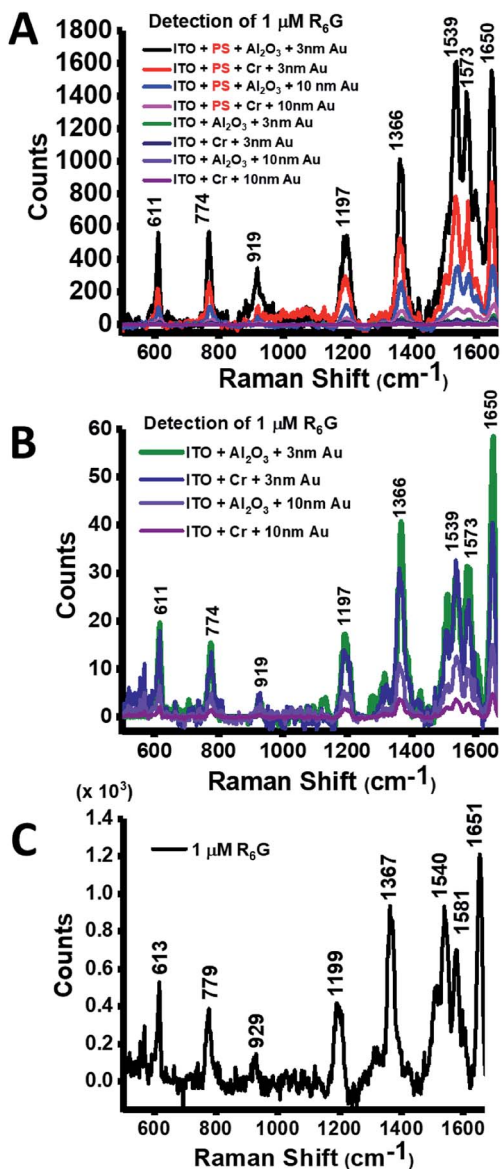 A
Detection of 1 μM R₆G
ITO + PS + Al₂O₃ + 3nm Au
ITO + PS + Cr + 3nm Au
ITO + PS + Al₂O₃ + 10 nm Au
ITO + PS + Cr + 10nm Au
ITO + Al₂O₃ + 3nm Au
ITO + Cr + 3nm Au
ITO + Al₂O₃ + 10nm Au
ITO + Cr + 10nm Au
611
774
919
1197
1366
1539
1573
1650
Counts
1800
1600
1400
1200
1000
800
600
400
200
0
600 800 1000 1200 1400 1600
Raman Shift (cm⁻¹)
B
Detection of 1 μM R₆G
ITO + Al₂O₃ + 3nm Au
ITO + Cr + 3nm Au
ITO + Al₂O₃ + 10nm Au
ITO + Cr + 10nm Au
611
774
919
1197
1366
1539
1573
1650
Counts
60
50
40
30
20
10
0
600 800 1000 1200 1400 1600
Raman Shift (cm⁻¹)
C
(x 10³)
1 μM R₆G
613
779
929
1199
1367
1540
1581
1651
Counts
1.4
1.2
1.0
0.8
0.6
0.4
0.2
0.0
600 800 1000 1200 1400 1600
Raman Shift (cm⁻¹)